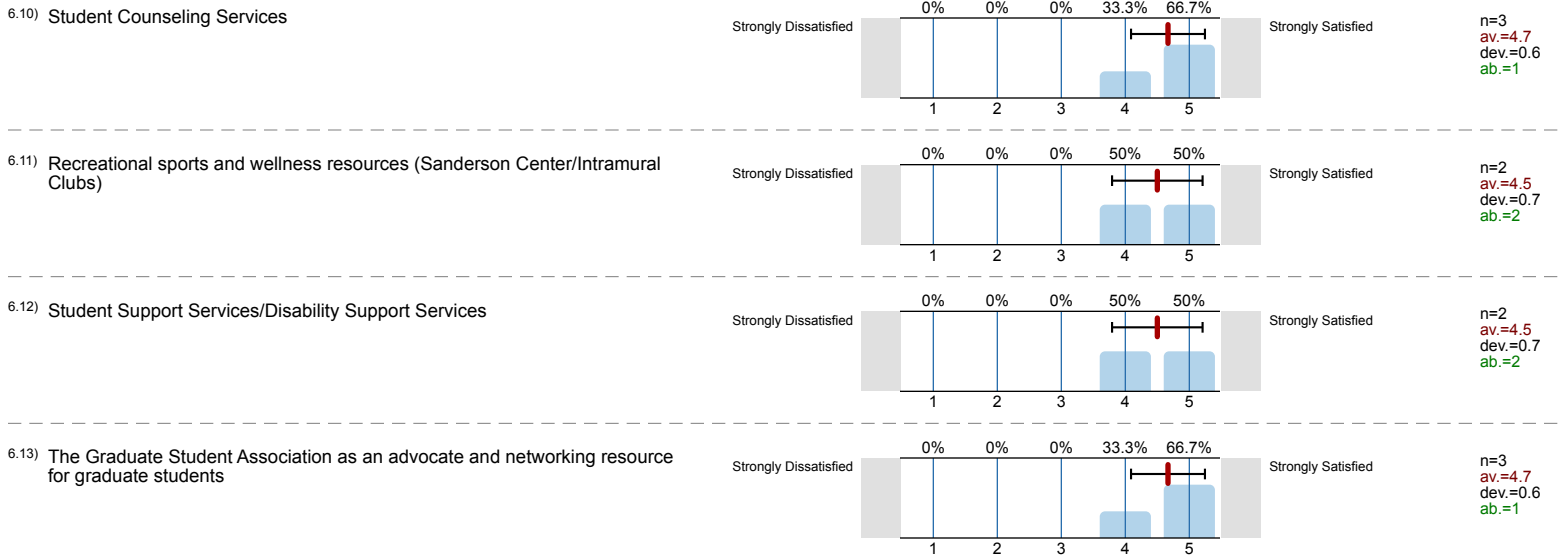 6.10) Student Counseling Services
Strongly Dissatisfied
0% 0% 0% 33.3% 66.7%
1 2 3 4 5
Strongly Satisfied
n=3
av.=4.7
dev.=0.6
ab.=1
6.11) Recreational sports and wellness resources (Sanderson Center/Intramural
Clubs)
Strongly Dissatisfied
0% 0% 0% 50% 50%
1 2 3 4 5
Strongly Satisfied
n=2
av.=4.5
dev.=0.7
ab.=2
6.12) Student Support Services/Disability Support Services
Strongly Dissatisfied
0% 0% 0% 50% 50%
1 2 3 4 5
Strongly Satisfied
n=2
av.=4.5
dev.=0.7
ab.=2
6.13) The Graduate Student Association as an advocate and networking resource
for graduate students
Strongly Dissatisfied
0% 0% 0% 33.3% 66.7%
1 2 3 4 5
Strongly Satisfied
n=3
av.=4.7
dev.=0.6
ab.=1